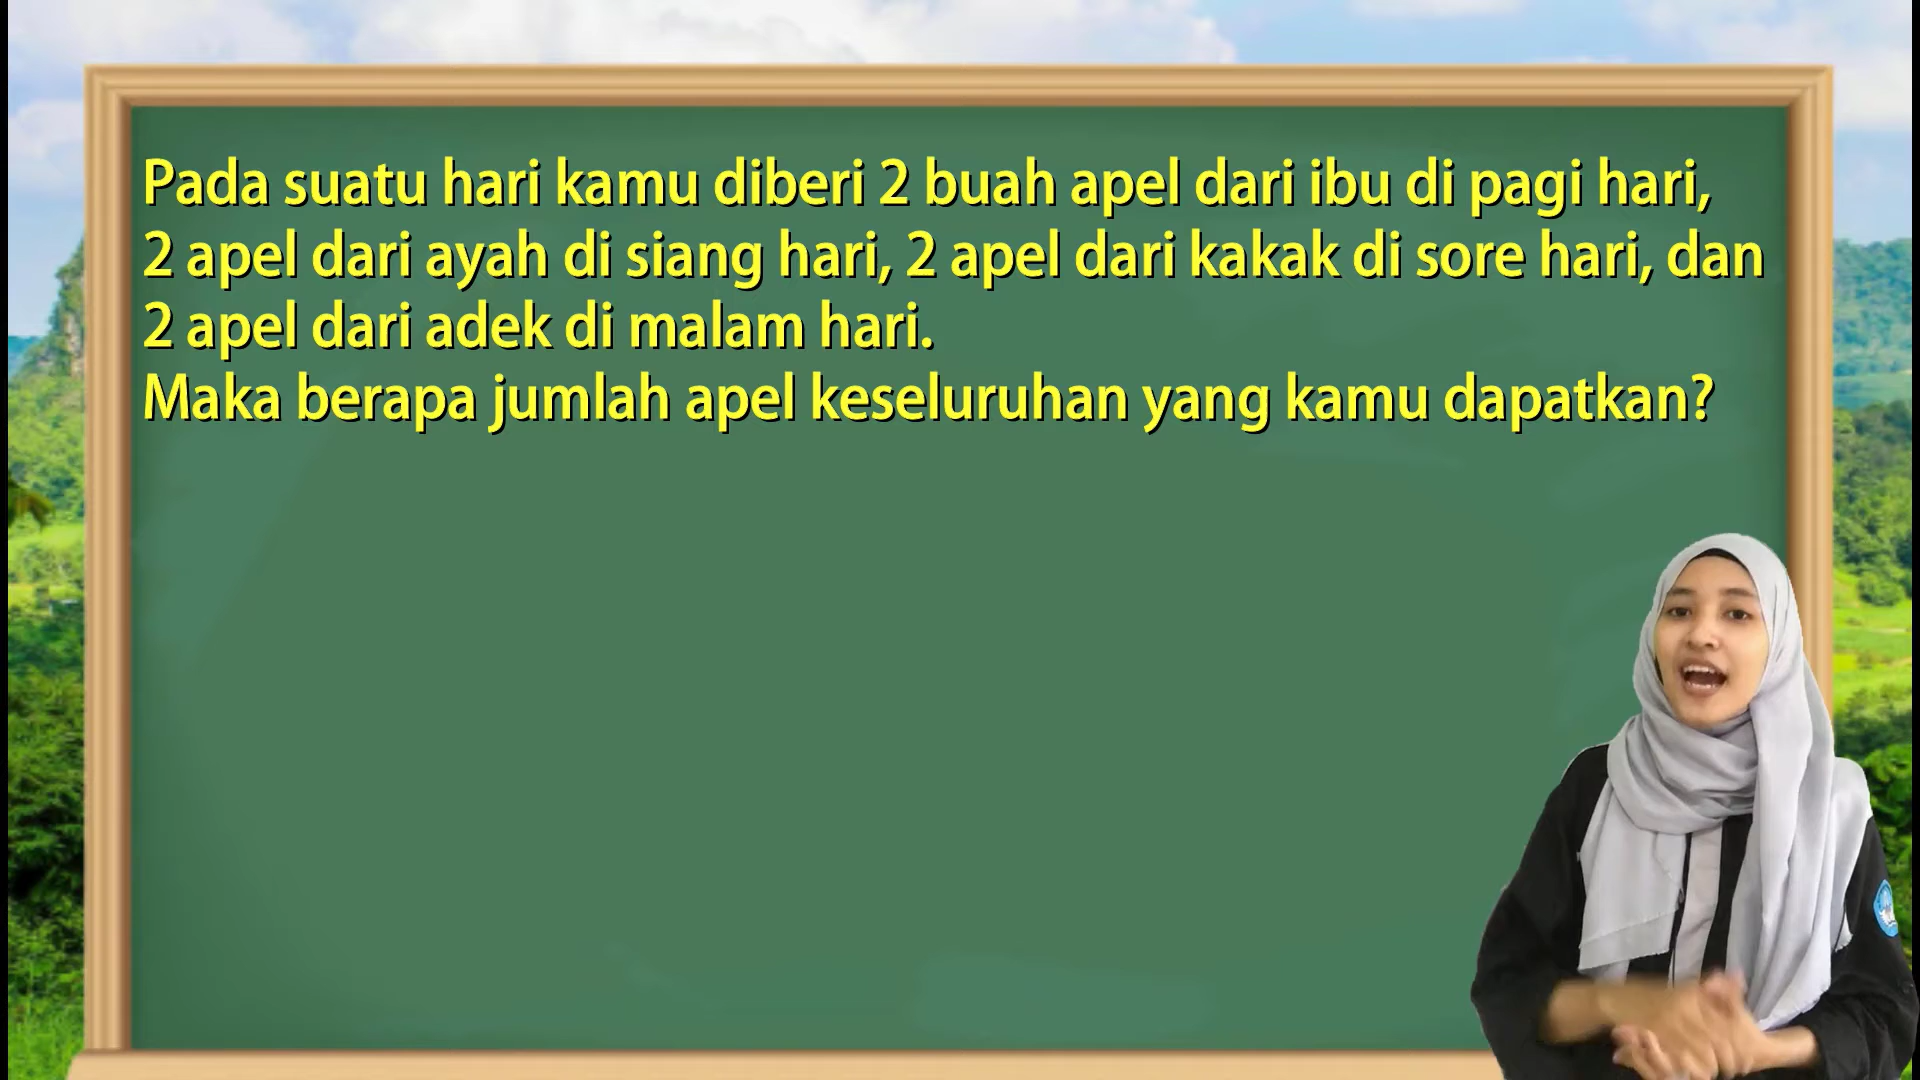 Pada suatu hari kamu diberi 2 buah apel dari ibu di pagi hari,
2 apel dari ayah di siang hari, 2 apel dari kakak di sore hari, dan
2 apel dari adek di malam hari.
Maka berapa jumlah apel keseluruhan yang kamu dapatkan?